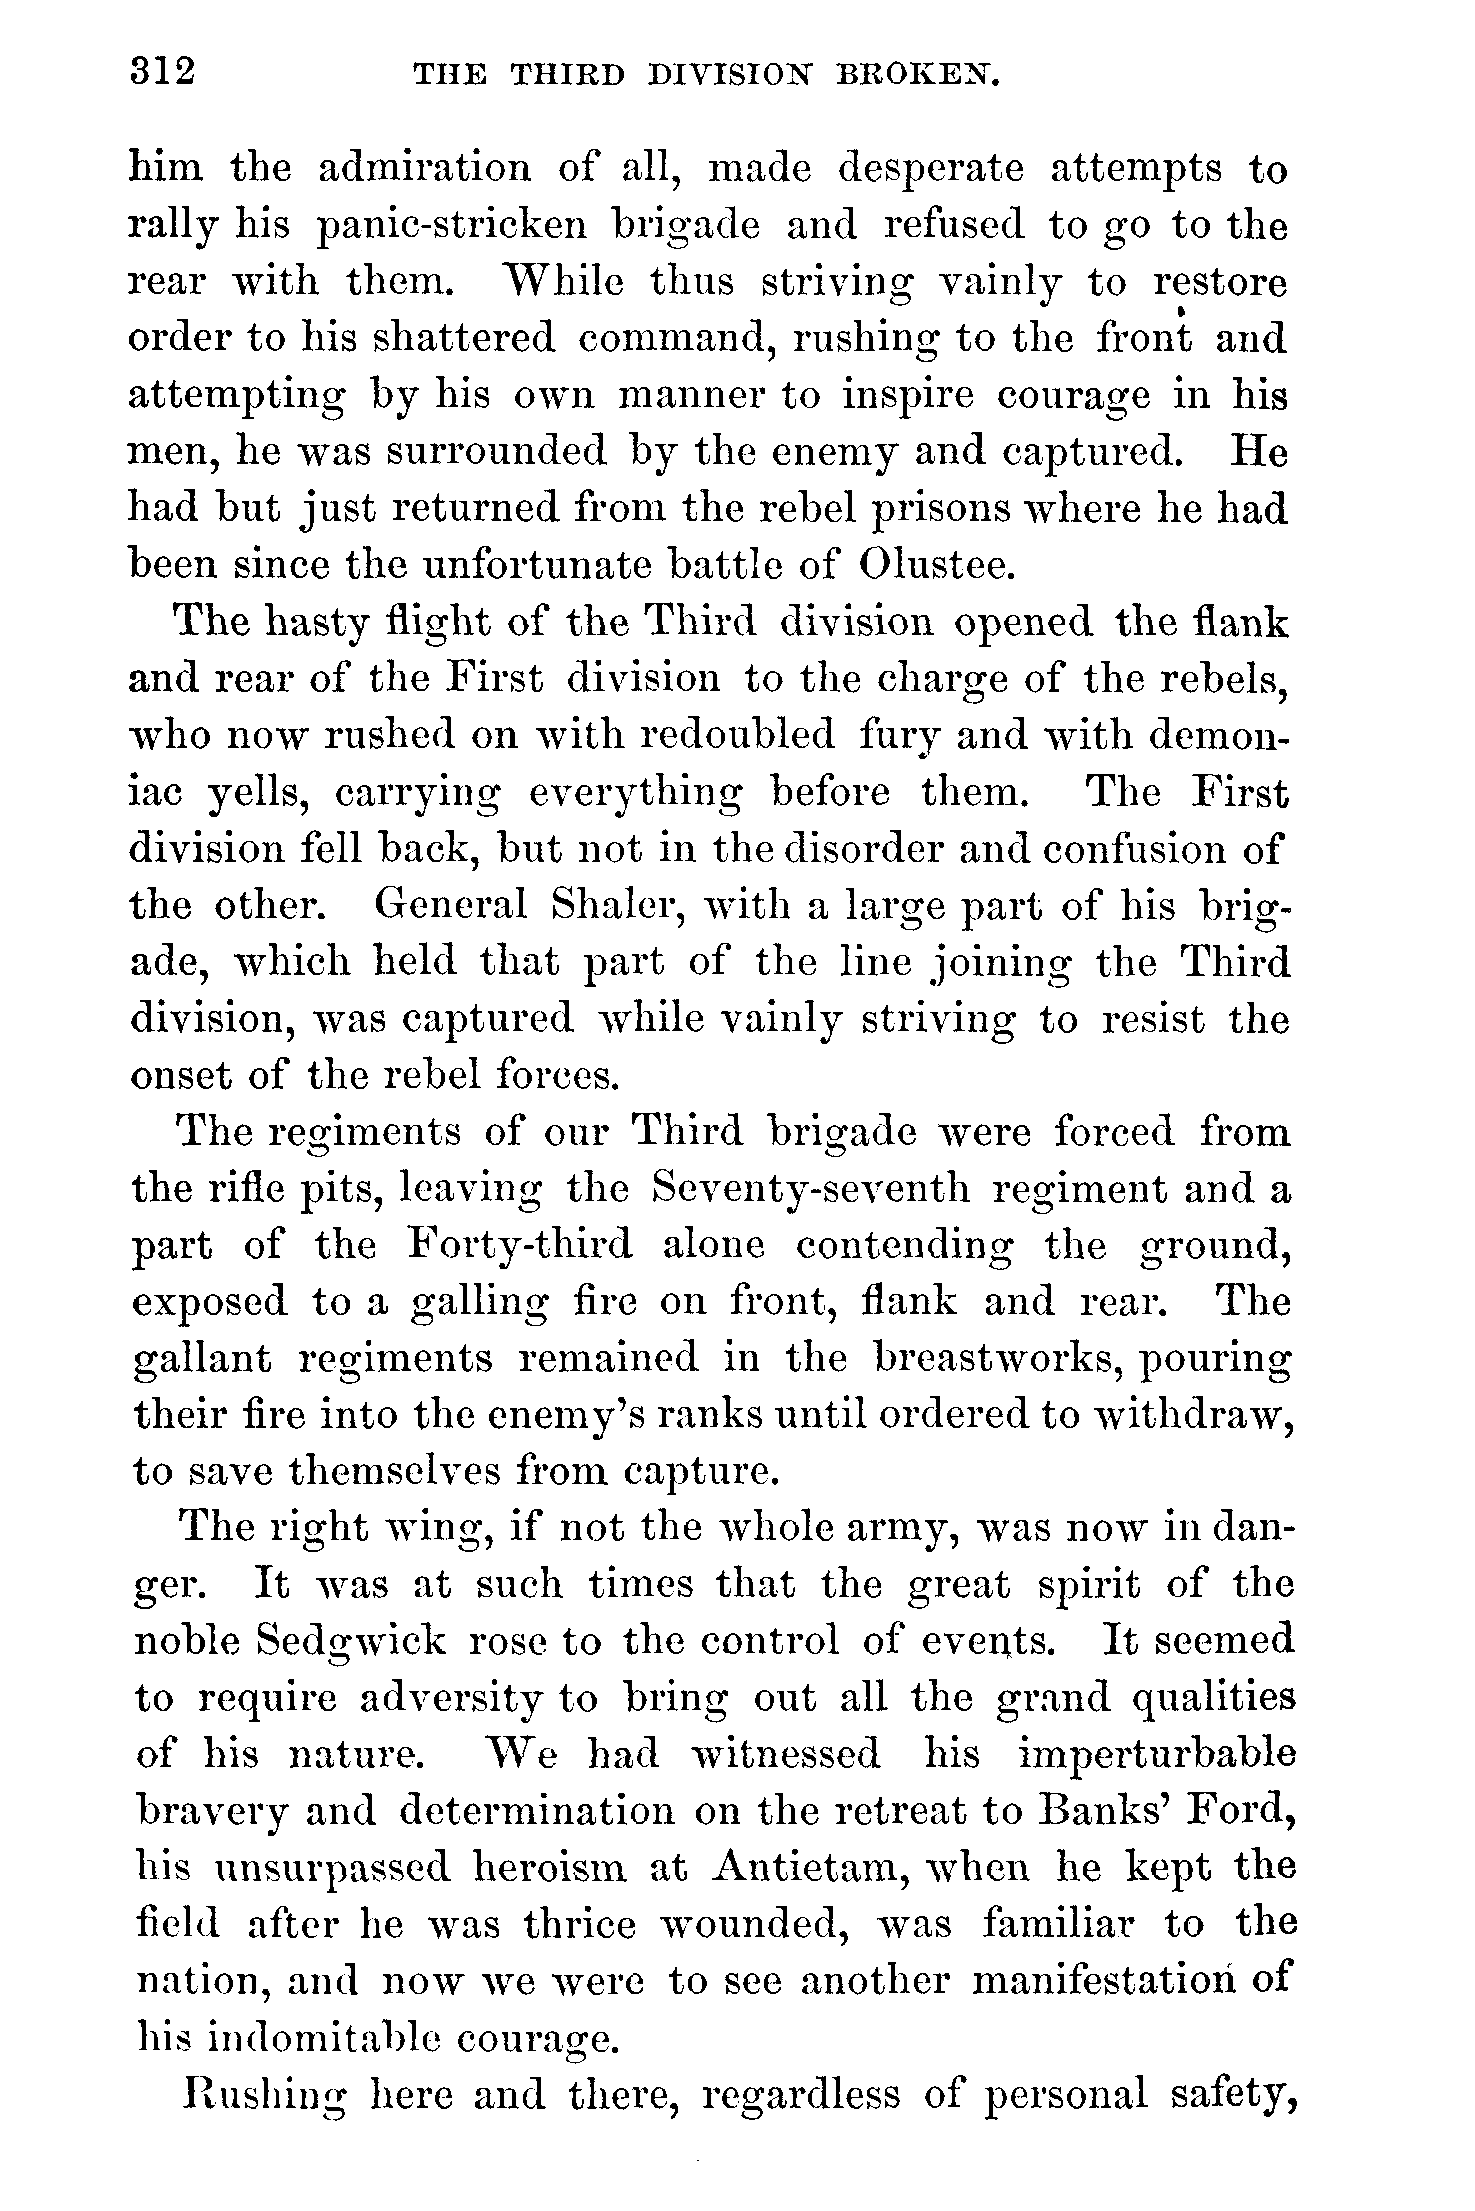 312 THE THIRD DIVISION BROKEN.
him the admiration of all, made desperate attempts to
rally his panic-stricken brigade and refused to go to the
rear with them. While thus striving vainly to restore
order to his shattered command, rushing to the front and
attempting by his own manner to inspire courage in his
men, he was surrounded by the enemy and captured. He
had but just returned from the rebel prisons where he had
been since the unfortunate battle of Olustee.
The hasty flight of the Third division opened the flank
and rear of the First division to the charge of the rebels,
who now rushed on with redoubled fury and with demon-
iac yells, carrying everything before them. The First
division fell back, but not in the disorder and confusion of
the other. General Shaler, with a large part of his brig-
ade, which held that part of the line joining the Third
division, was captured while vainly striving to resist the
onset of the rebel forces.
The regiments of our Third brigade were forced from
the rifle pits, leaving the Seventy-seventh regiment and a
part of the Forty-third alone contending the ground,
exposed to a galling fire on front, flank and rear. The
gallant regiments remained in the breastworks, pouring
their fire into the enemy's ranks until ordered to withdraw,
to save themselves from capture.
The right wing, if not the whole army, was now in dan-
ger. It was at such times that the great spirit of the
noble Sedgwick rose to the control of events. It seemed
to require adversity to bring out all the grand qualities
of his nature. We had witnessed his imperturbable
bravery and determination on the retreat to Banks' Ford,
his unsurpassed heroism at Antietam, when he kept the
field after he was thrice wounded, was familiar to the
nation, and now we were to see another manifestation of
his indomitable courage.
Rushing here and there, regardless of personal safety,